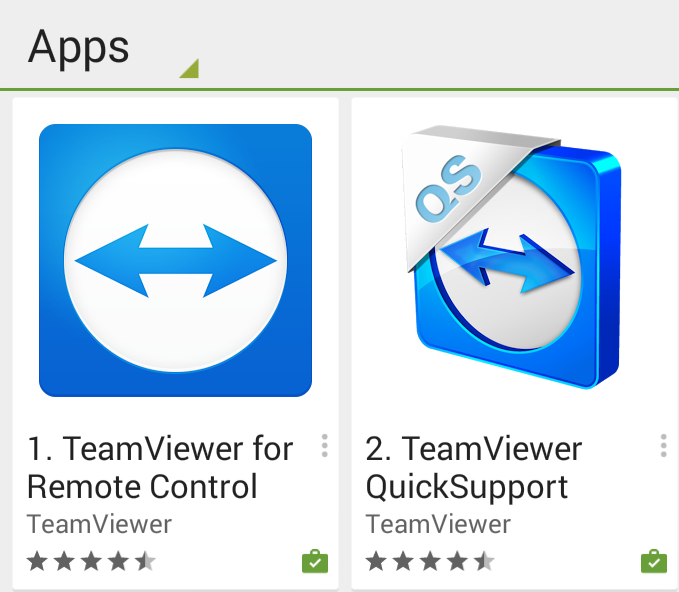 Apps
QS
1. TeamViewer for
Remote Control
TeamViewer
2. TeamViewer
QuickSupport
TeamViewer